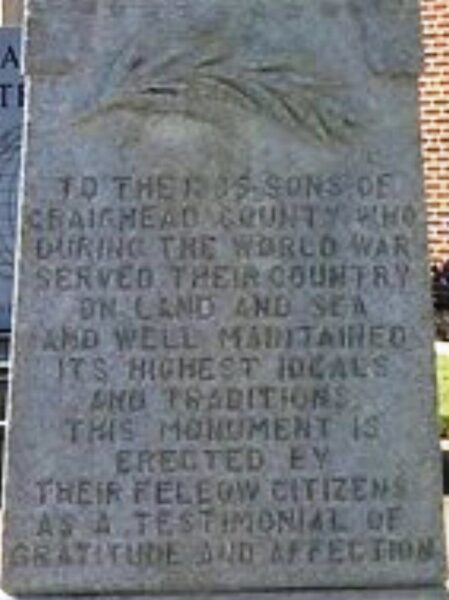 TO THE SONS OF
CRAIGHEAD COUNTY WHO
DURING THE WORLD WAR
SERVED THEIR COUNTRY
ON LAND AND SEA
AND WELL MAINTAINED
ITS HIGHEST IDEALS
AND TRADITIONS
THIS MONUMENT IS
ERECTED BY
THEIR FELLOW CITIZENS
AS A TESTIMONIAL OF
GRATITUDE AND AFFECTION